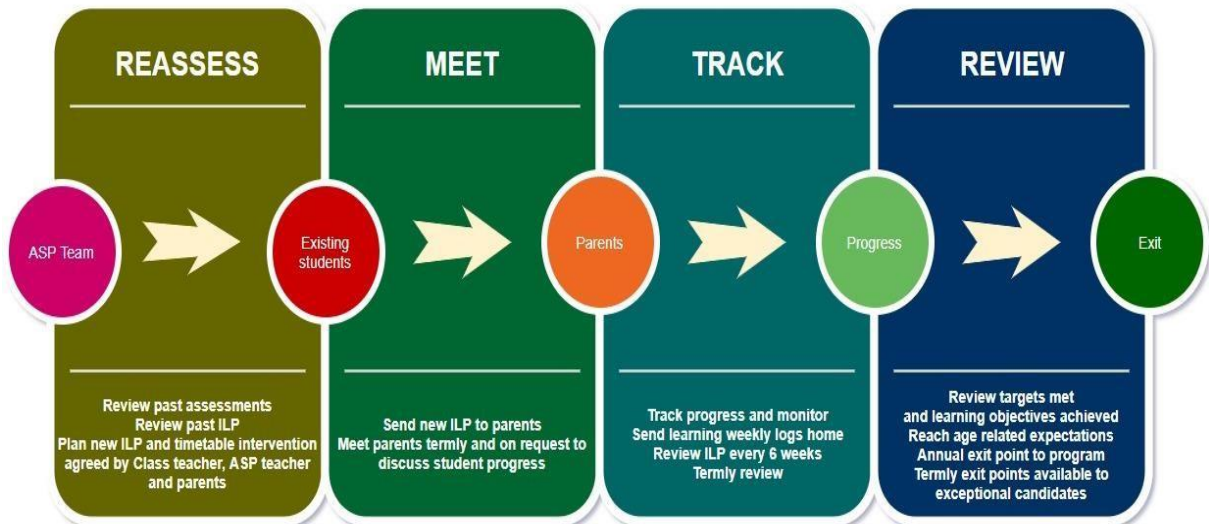 REASSESS
MEET
TRACK
REVIEW
ASP Team
Existing
students
Parents
Progress
Exit
Review past assessments
Review past ILP
Plan new ILP and timetable intervention
agreed by Class teacher, ASP teacher
and parents
Send new ILP to parents
Meet parents termly and on request to
discuss student progress
Track progress and monitor
Send learning weekly logs home
Review ILP every 6 weeks
Termly review
Review targets met
and learning objectives achieved
Reach age related expectations
Annual exit point to program
Termly exit points available to
exceptional candidates